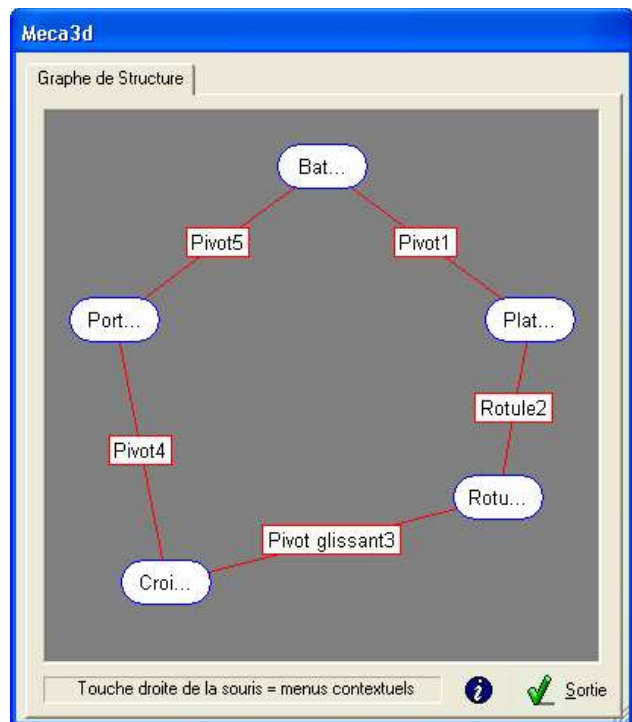 Meca3d
Graphe de Structure
Bat...
Pivot5
Pivot1
Port...
Plat...
Rotule2
Pivot4
Rotu...
Pivot glissant3
Croi...
Touche droite de la souris = menus contextuels
Sortie